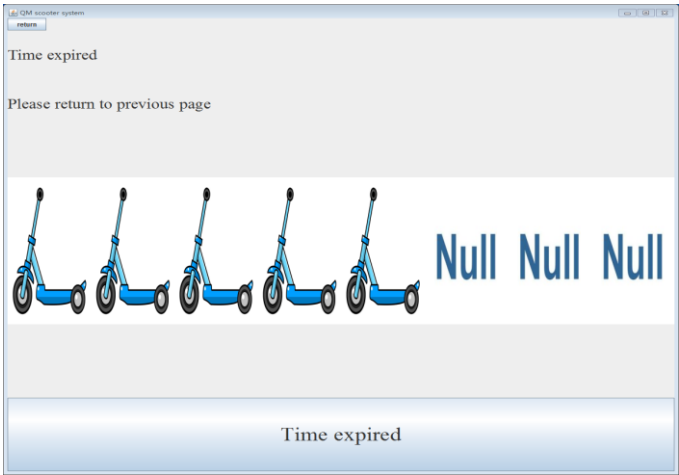 QM scooter system
return
Time expired
Please return to previous page
Null Null Null
Time expired